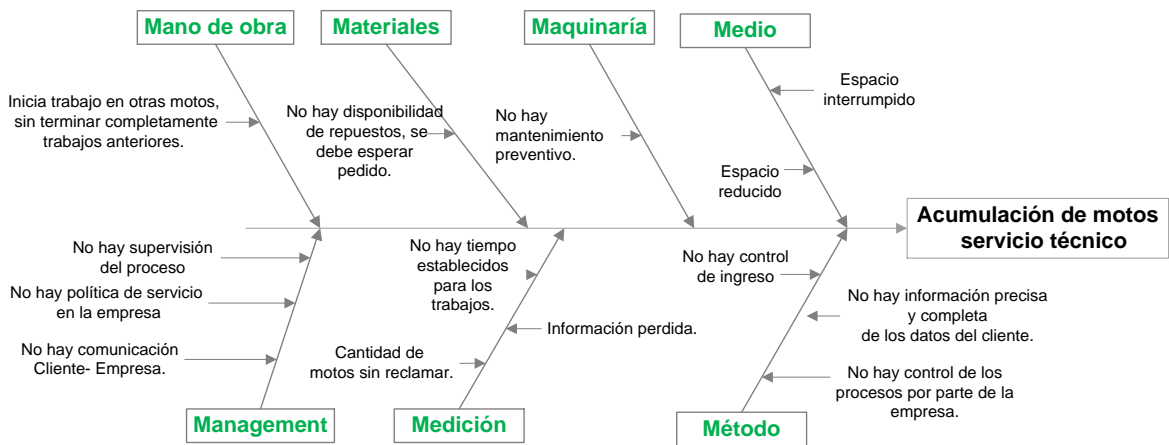 Mano de obra
Materiales
Maquinaría
Medio
Inicia trabajo en otras motos,
sin terminar completamente
trabajos anteriores.
No hay disponibilidad
de repuestos, se
debe esperar
pedido.
No hay
mantenimiento
preventivo.
Espacio
interrumpido
Espacio
reducido
Acumulación de motos
servicio técnico
No hay supervisión
del proceso
No hay política de servicio
en la empresa
No hay comunicación
Cliente- Empresa.
No hay tiempo
establecidos
para los
trabajos.
Información perdida.
Cantidad de
motos sin reclamar.
No hay control
de ingreso
No hay información precisa
y completa
de los datos del cliente.
No hay control de los
procesos por parte de la
empresa.
Management
Medición
Método